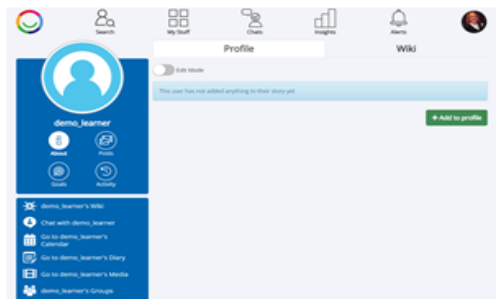 Search
My Stuff
Chats
Insights
Alerts
Profile
Wiki
Edit Mode
This user has not added anything to their story yet
+ Add to profile
demo_learner
About
Posts
Goals
Activity
demo_learner's Wiki
Chat with demo_learner
Go to demo_learner's
Calendar
Go to demo_learner's Diary
Go to demo_learner's Media
demo_learner's Groups